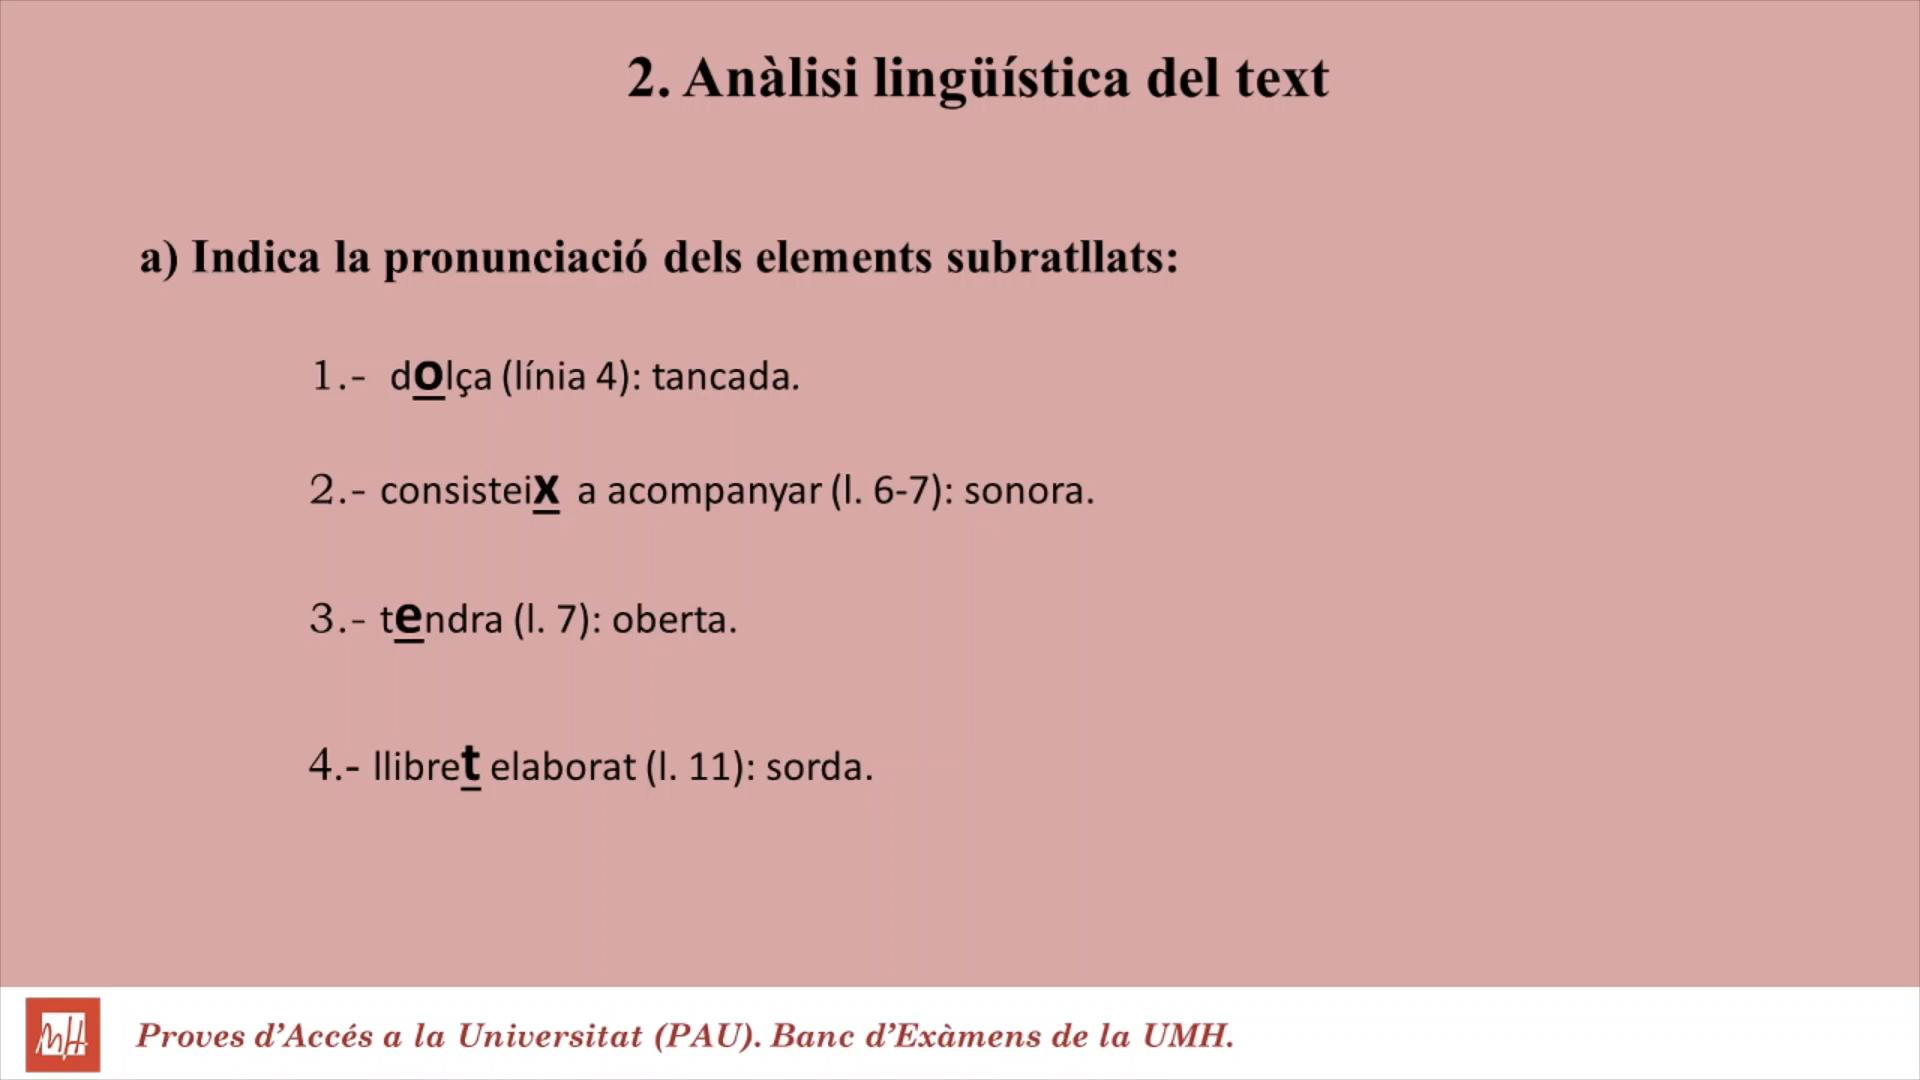 2. Anàlisi lingüística del text
a) Indica la pronunciació dels elements subratllats:
1.- dolça (línia 4): tancada.
2.- consisteix a acompanyar (l. 6-7): sonora.
3.- tendra (l. 7): oberta.
4.- llibret elaborat (l. 11): sorda.
Proves d’Accés a la Universitat (PAU). Banc d’Exàmens de la UMH.